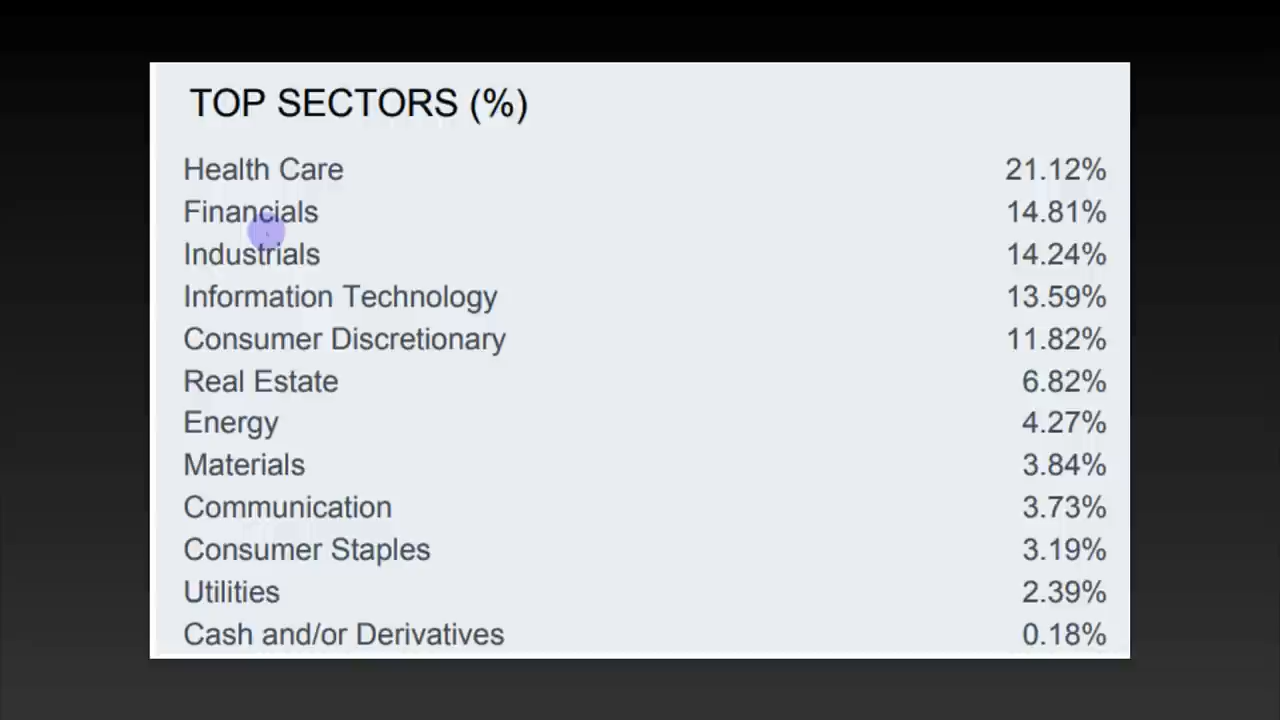 TOP SECTORS (%)
Health Care 21.12%
Financials 14.81%
Industrials 14.24%
Information Technology 13.59%
Consumer Discretionary 11.82%
Real Estate 6.82%
Energy 4.27%
Materials 3.84%
Communication 3.73%
Consumer Staples 3.19%
Utilities 2.39%
Cash and/or Derivatives 0.18%